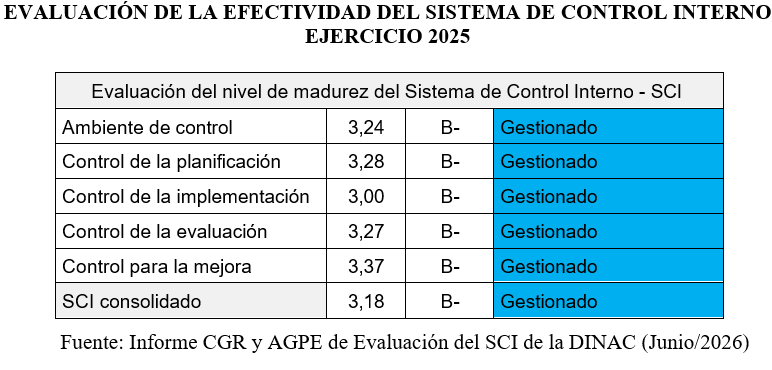 EVALUACIÓN DE LA EFECTIVIDAD DEL SISTEMA DE CONTROL INTERNO
EJERCICIO 2025
Evaluación del nivel de madurez del Sistema de Control Interno - SCI
Ambiente de control 3,24 B- Gestionado
Control de la planificación 3,28 B- Gestionado
Control de la implementación 3,00 B- Gestionado
Control de la evaluación 3,27 B- Gestionado
Control para la mejora 3,37 B- Gestionado
SCI consolidado 3,18 B- Gestionado
Fuente: Informe CGR y AGPE de Evaluación del SCI de la DINAC (Junio/2026)